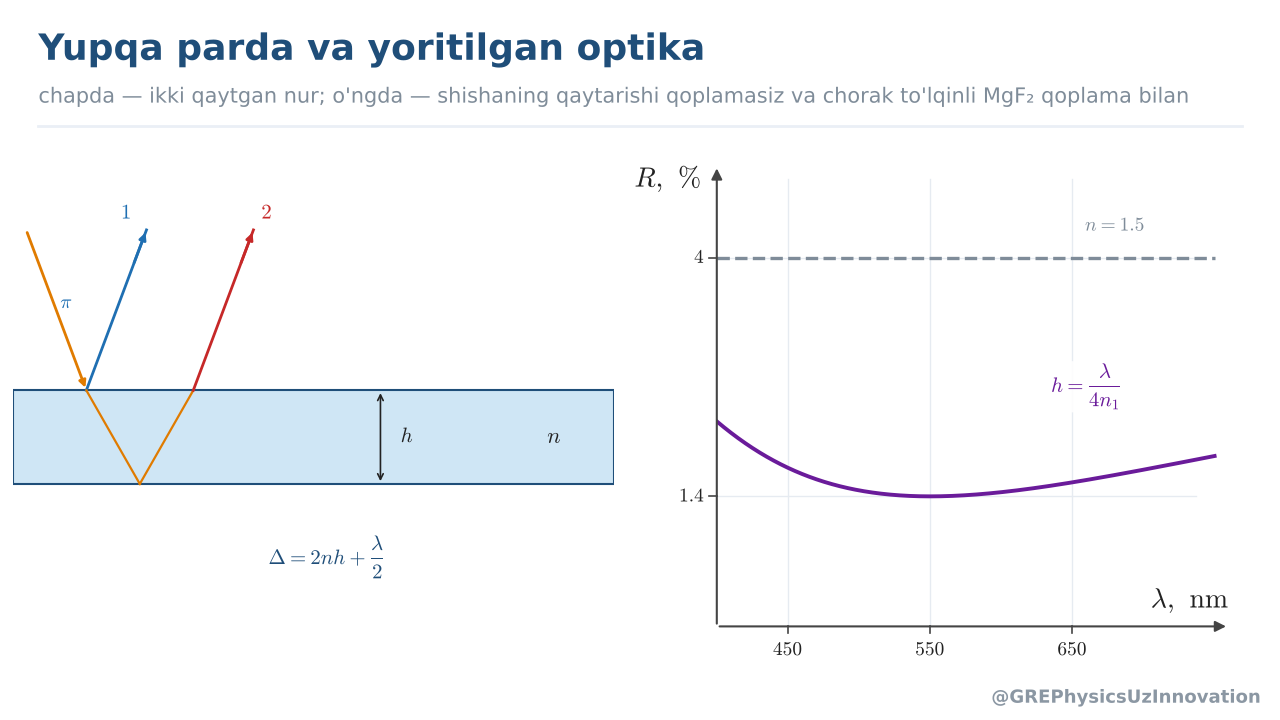 Yupqa parda va yoritilgan optika
chapda — ikki qaytgan nur; o'ngda — shishaning qaytarishi qoplamasiz va chorak to'lqinli MgF₂ qoplama bilan
1
2
π
h
n
Δ = 2nh + λ/2
R, %
4
1.4
n = 1.5
h = λ/4n₁
λ, nm
450 550 650
@GREPhysicsUzInnovation